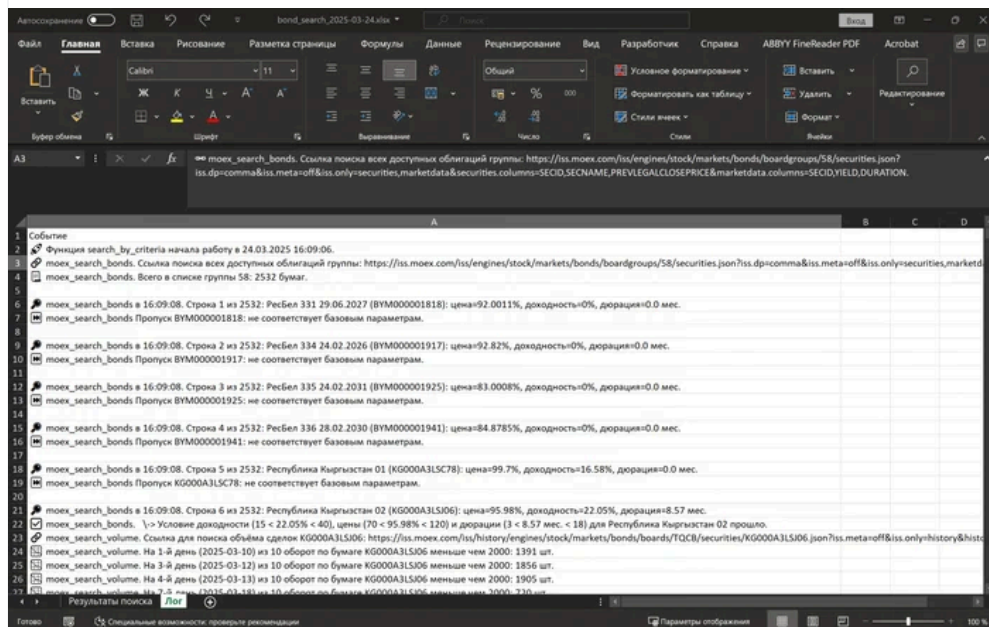 Автосохранение
bond_search_2025-03-24.xlsx
Поиск
Вход
Файл Главная Вставка Рисование Разметка страницы Формулы Данные Рецензирование Вид Разработчик Справка ABBYY FineReader PDF Acrobat
Вставить
Calibri 11
Ж К Ч
Общий
% 000
Условное форматирование
Форматировать как таблицу
Стили ячеек
Вставить
Удалить
Формат
Редактирование
Буфер обмена Шрифт Выравнивание Число Стили Ячейки
A3 fx moex_search_bonds. Ссылка поиска всех доступных облигаций группы: https://iss.moex.com/iss/engines/stock/markets/bonds/boardgroups/58/securities.json?
iss.dp=comma&iss.meta=off&iss.only=securities,marketdata&securities.columns=SECID,SECNAME,PREVLEGALCLOSEPRICE&marketdata.columns=SECID,YIELD,DURATION.
A B C D
1 Событие
2 Функция search_by_criteria начала работу в 24.03.2025 16:09:06.
3 moex_search_bonds. Ссылка поиска всех доступных облигаций группы: https://iss.moex.com/iss/engines/stock/markets/bonds/boardgroups/58/securities.json?iss.dp=comma&iss.meta=off&iss.only=securities,marketd
4 moex_search_bonds. Всего в списке группы 58: 2532 бумаг.
5
6 moex_search_bonds в 16:09:08. Строка 1 из 2532: РесБел 331 29.06.2027 (BYM000001818): цена=92.0011%, доходность=0%, дюрация=0.0 мес.
7 moex_search_bonds Пропуск BYM000001818: не соответствует базовым параметрам.
8
9 moex_search_bonds в 16:09:08. Строка 2 из 2532: РесБел 334 24.02.2026 (BYM000001917): цена=92.82%, доходность=0%, дюрация=0.0 мес.
10 moex_search_bonds Пропуск BYM000001917: не соответствует базовым параметрам.
11
12 moex_search_bonds в 16:09:08. Строка 3 из 2532: РесБел 335 24.02.2031 (BYM000001925): цена=83.0008%, доходность=0%, дюрация=0.0 мес.
13 moex_search_bonds Пропуск BYM000001925: не соответствует базовым параметрам.
14
15 moex_search_bonds в 16:09:08. Строка 4 из 2532: РесБел 336 28.02.2030 (BYM000001941): цена=84.8785%, доходность=0%, дюрация=0.0 мес.
16 moex_search_bonds Пропуск BYM000001941: не соответствует базовым параметрам.
17
18 moex_search_bonds в 16:09:08. Строка 5 из 2532: Республика Кыргызстан 01 (KG000A3LSC78): цена=99.7%, доходность=16.58%, дюрация=0.0 мес.
19 moex_search_bonds Пропуск KG000A3LSC78: не соответствует базовым параметрам.
20
21 moex_search_bonds в 16:09:08. Строка 6 из 2532: Республика Кыргызстан 02 (KG000A3LSJ06): цена=95.98%, доходность=22.05%, дюрация=8.57 мес.
22 moex_search_bonds. \-> Условие доходности (15 < 22.05% < 40), цены (70 < 95.98% < 120) и дюрации (3 < 8.57 мес. < 18) для Республика Кыргызстан 02 прошло.
23 moex_search_volume. Ссылка для поиска объёма сделок KG000A3LSJ06: https://iss.moex.com/iss/history/engines/stock/markets/bonds/boards/TQCB/securities/KG000A3LSJ06.json?iss.meta=off&iss.only=history&histo
24 moex_search_volume. На 1-й день (2025-03-10) из 10 оборот по бумаге KG000A3LSJ06 меньше чем 2000: 1391 шт.
25 moex_search_volume. На 3-й день (2025-03-12) из 10 оборот по бумаге KG000A3LSJ06 меньше чем 2000: 1856 шт.
26 moex_search_volume. На 4-й день (2025-03-13) из 10 оборот по бумаге KG000A3LSJ06 меньше чем 2000: 1905 шт.
27 moex_search_volume. На 7-й день (2025-03-18) из 10 оборот по бумаге KG000A3LSJ06 меньше чем 2000: 720 шт.
Результаты поиска Лог
Готово Специальные возможности: проверьте рекомендации Параметры отображения 100 %